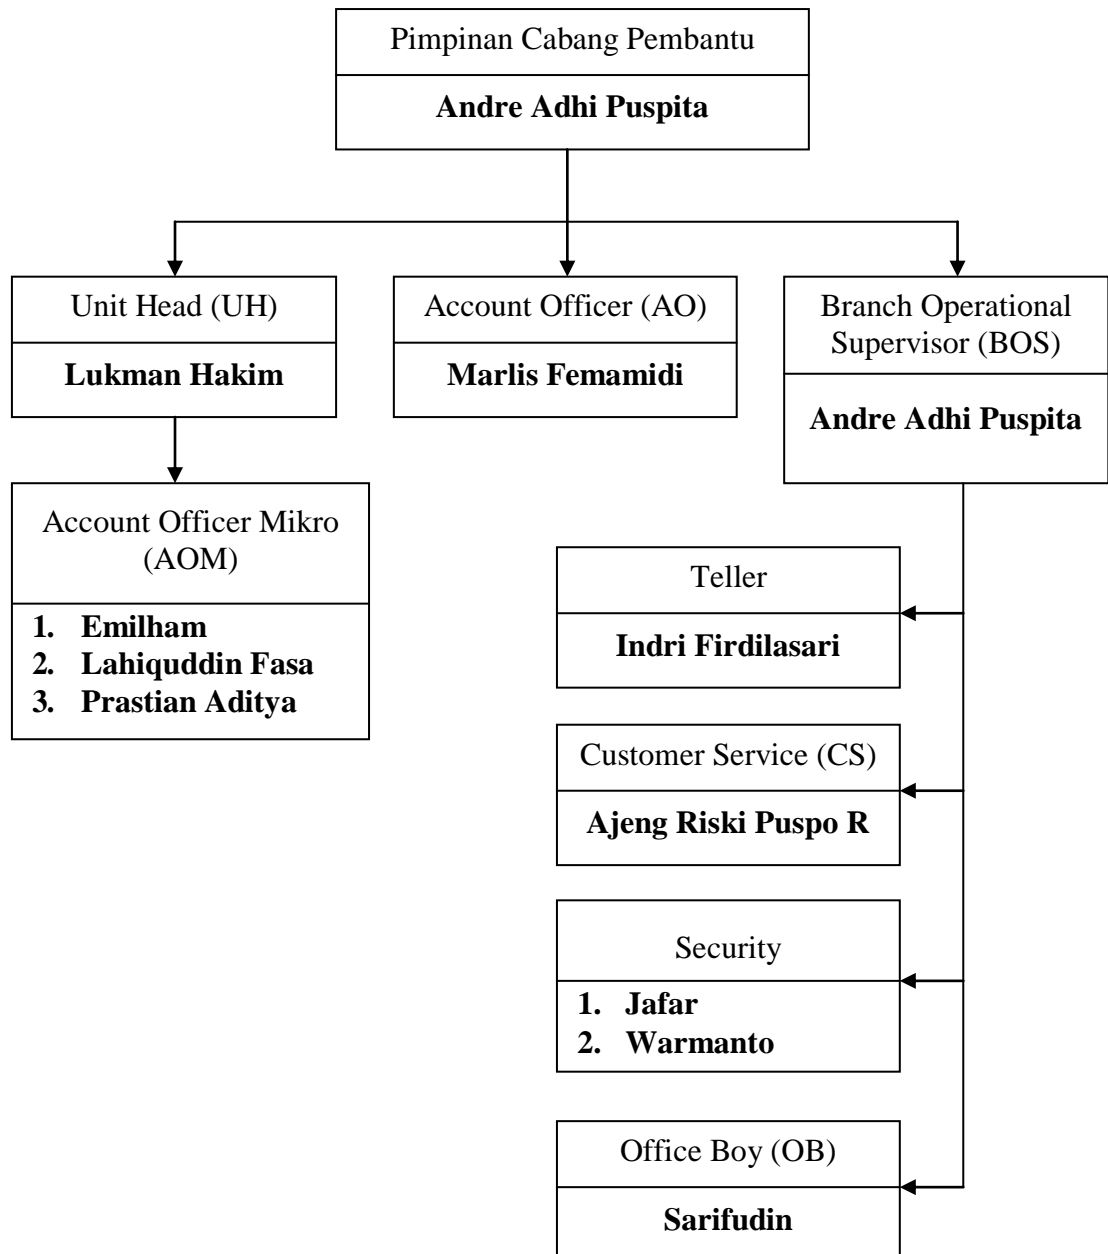 Pimpinan Cabang Pembantu
Andre Adhi Puspita
Unit Head (UH)
Lukman Hakim
Account Officer (AO)
Marlis Femamidi
Branch Operational
Supervisor (BOS)
Andre Adhi Puspita
Account Officer Mikro
(AOM)
1. Emilham
2. Lahiquddin Fasa
3. Prastian Aditya
Teller
Indri Firdilasari
Customer Service (CS)
Ajeng Riski Puspo R
Security
1. Jafar
2. Warmanto
Office Boy (OB)
Sarifudin